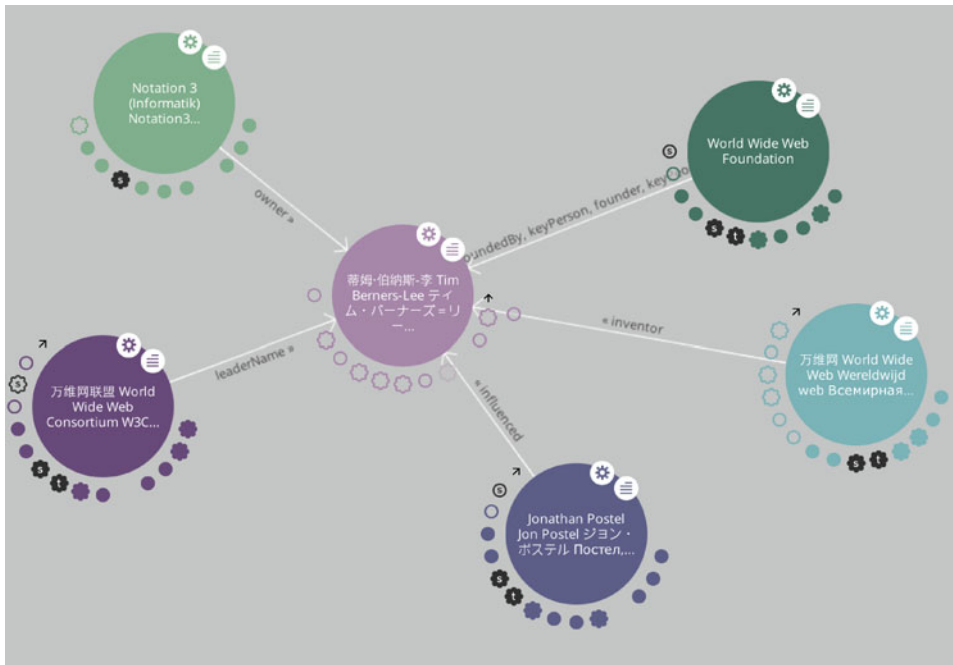 Notation 3
(Informatik)
Notation3...
World Wide Web
Foundation
owner »
oundedBy, keyPerson, founder, key
蒂姆·伯纳斯-李 Tim
Berners-Lee ティ
ム・バーナーズ=リ
ー...
« inventor
leaderName »
万维网 World Wide
Web Wereldwijd
web Всемирная...
万维网联盟 World
Wide Web
Consortium W3C...
« influenced
Jonathan Postel
Jon Postel ジョン・
ポステル Постел,...
s
s
t
s
s
t
s
t
s
s
t